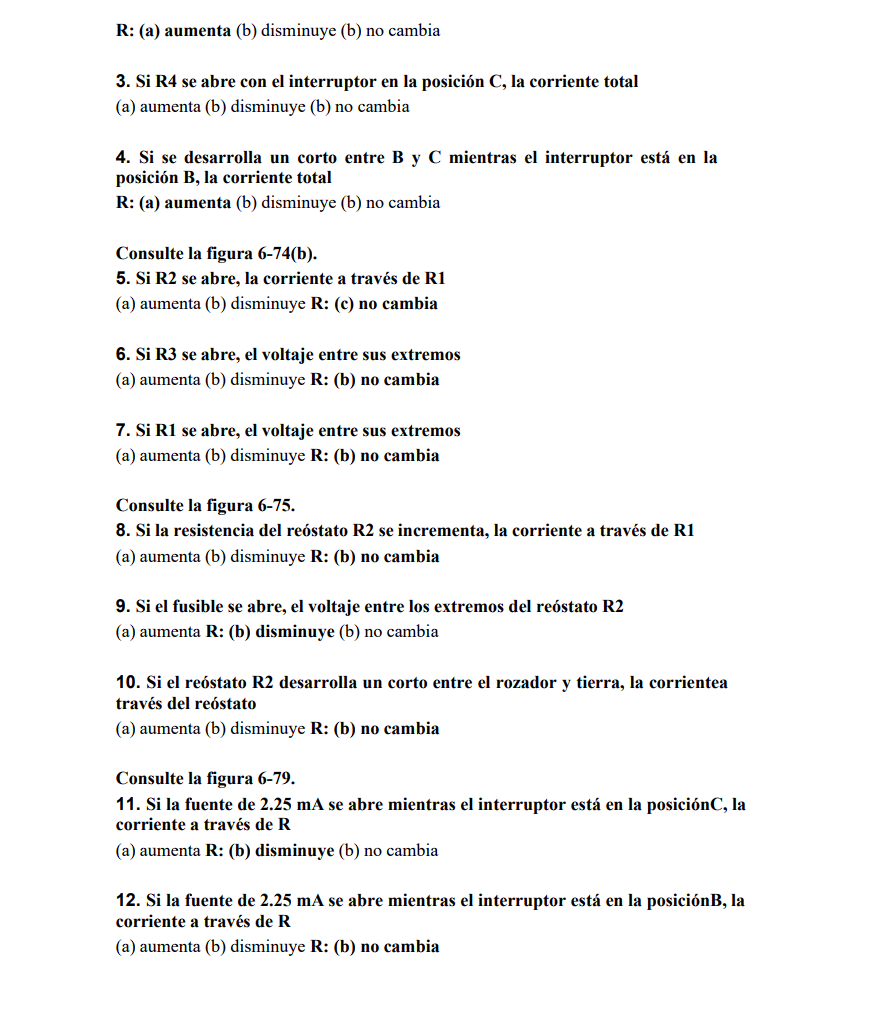 R: (a) aumenta (b) disminuye (b) no cambia
3. Si R4 se abre con el interruptor en la posición C, la corriente total
(a) aumenta (b) disminuye (b) no cambia
4. Si se desarrolla un corto entre B y C mientras el interruptor está en la
posición B, la corriente total
R: (a) aumenta (b) disminuye (b) no cambia
Consulte la figura 6-74(b).
5. Si R2 se abre, la corriente a través de R1
(a) aumenta (b) disminuye R: (c) no cambia
6. Si R3 se abre, el voltaje entre sus extremos
(a) aumenta (b) disminuye R: (b) no cambia
7. Si R1 se abre, el voltaje entre sus extremos
(a) aumenta (b) disminuye R: (b) no cambia
Consulte la figura 6-75.
8. Si la resistencia del reóstato R2 se incrementa, la corriente a través de R1
(a) aumenta (b) disminuye R: (b) no cambia
9. Si el fusible se abre, el voltaje entre los extremos del reóstato R2
(a) aumenta R: (b) disminuye (b) no cambia
10. Si el reóstato R2 desarrolla un corto entre el rozador y tierra, la corrientea
través del reóstato
(a) aumenta (b) disminuye R: (b) no cambia
Consulte la figura 6-79.
11. Si la fuente de 2.25 mA se abre mientras el interruptor está en la posiciónC, la
corriente a través de R
(a) aumenta R: (b) disminuye (b) no cambia
12. Si la fuente de 2.25 mA se abre mientras el interruptor está en la posiciónB, la
corriente a través de R
(a) aumenta (b) disminuye R: (b) no cambia